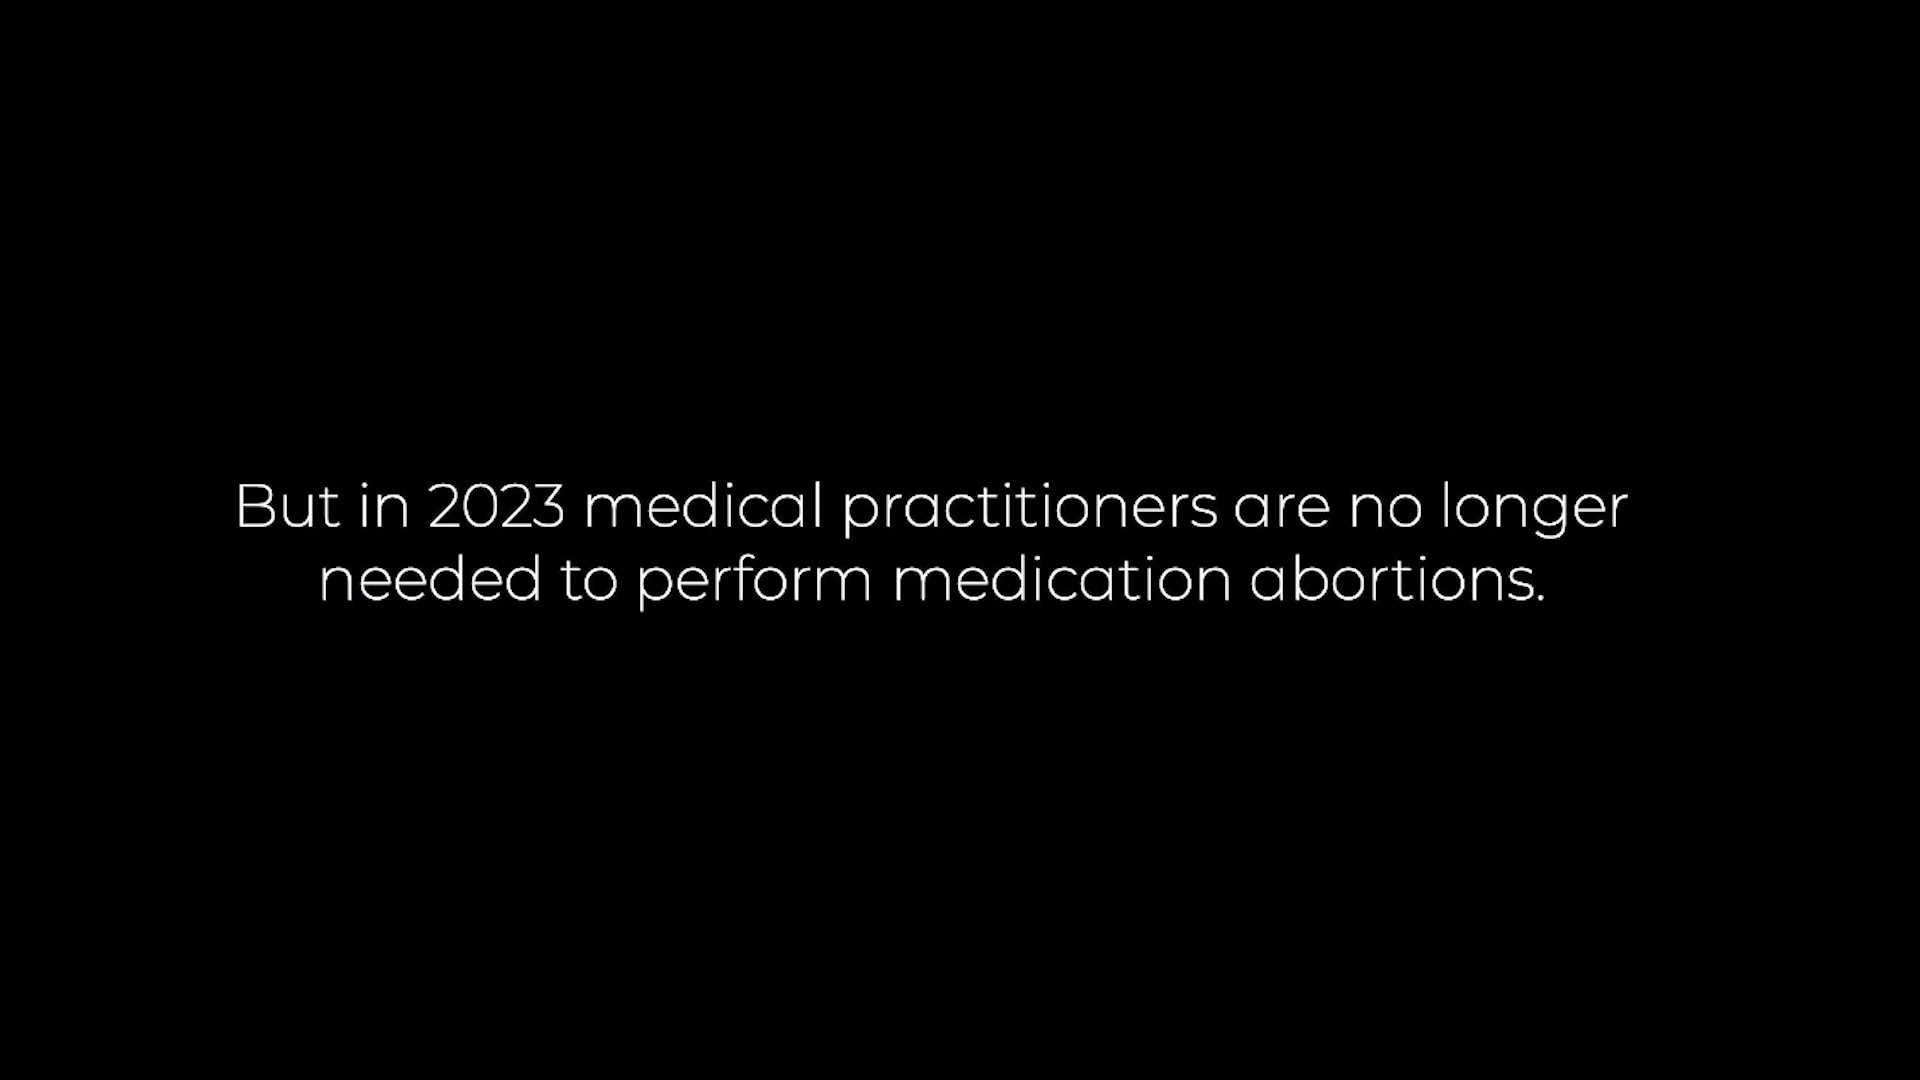 But in 2023 medical practitioners are no longer
needed to perform medication abortions.